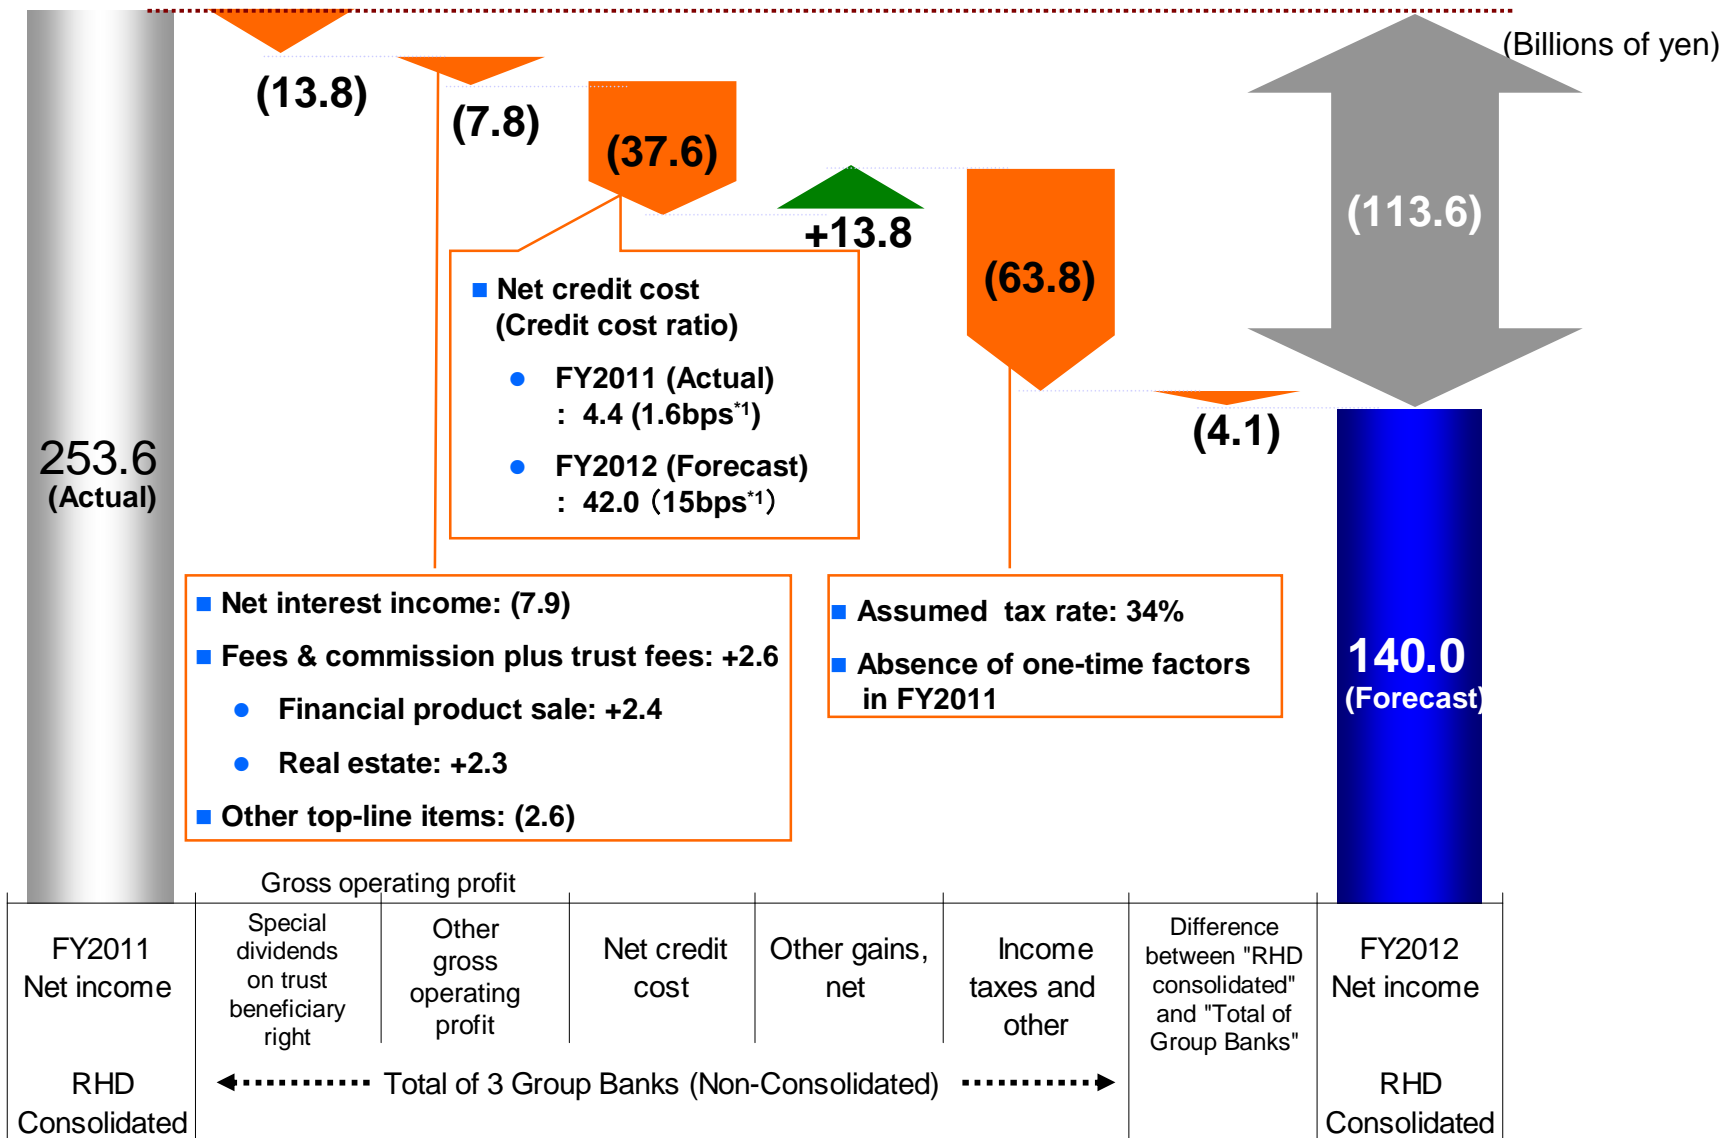 (Billions of yen)
(13.8)
(7.8)
(37.6)
+13.8
(63.8)
(4.1)
(113.6)
253.6
(Actual)
140.0
(Forecast)
■ Net credit cost
(Credit cost ratio)
● FY2011 (Actual)
: 4.4 (1.6bps*1)
● FY2012 (Forecast)
: 42.0（15bps*1）
■ Net interest income: (7.9)
■ Fees & commission plus trust fees: +2.6
● Financial product sale: +2.4
● Real estate: +2.3
■ Other top-line items: (2.6)
■ Assumed tax rate: 34%
■ Absence of one-time factors
in FY2011
Gross operating profit
FY2011
Net income
RHD
Consolidated
Special
dividends
on trust
beneficiary
right
Other
gross
operating
profit
Net credit
cost
Other gains,
net
Income
taxes and
other
Total of 3 Group Banks (Non-Consolidated)
Difference
between "RHD
consolidated"
and "Total of
Group Banks"
FY2012
Net income
RHD
Consolidated